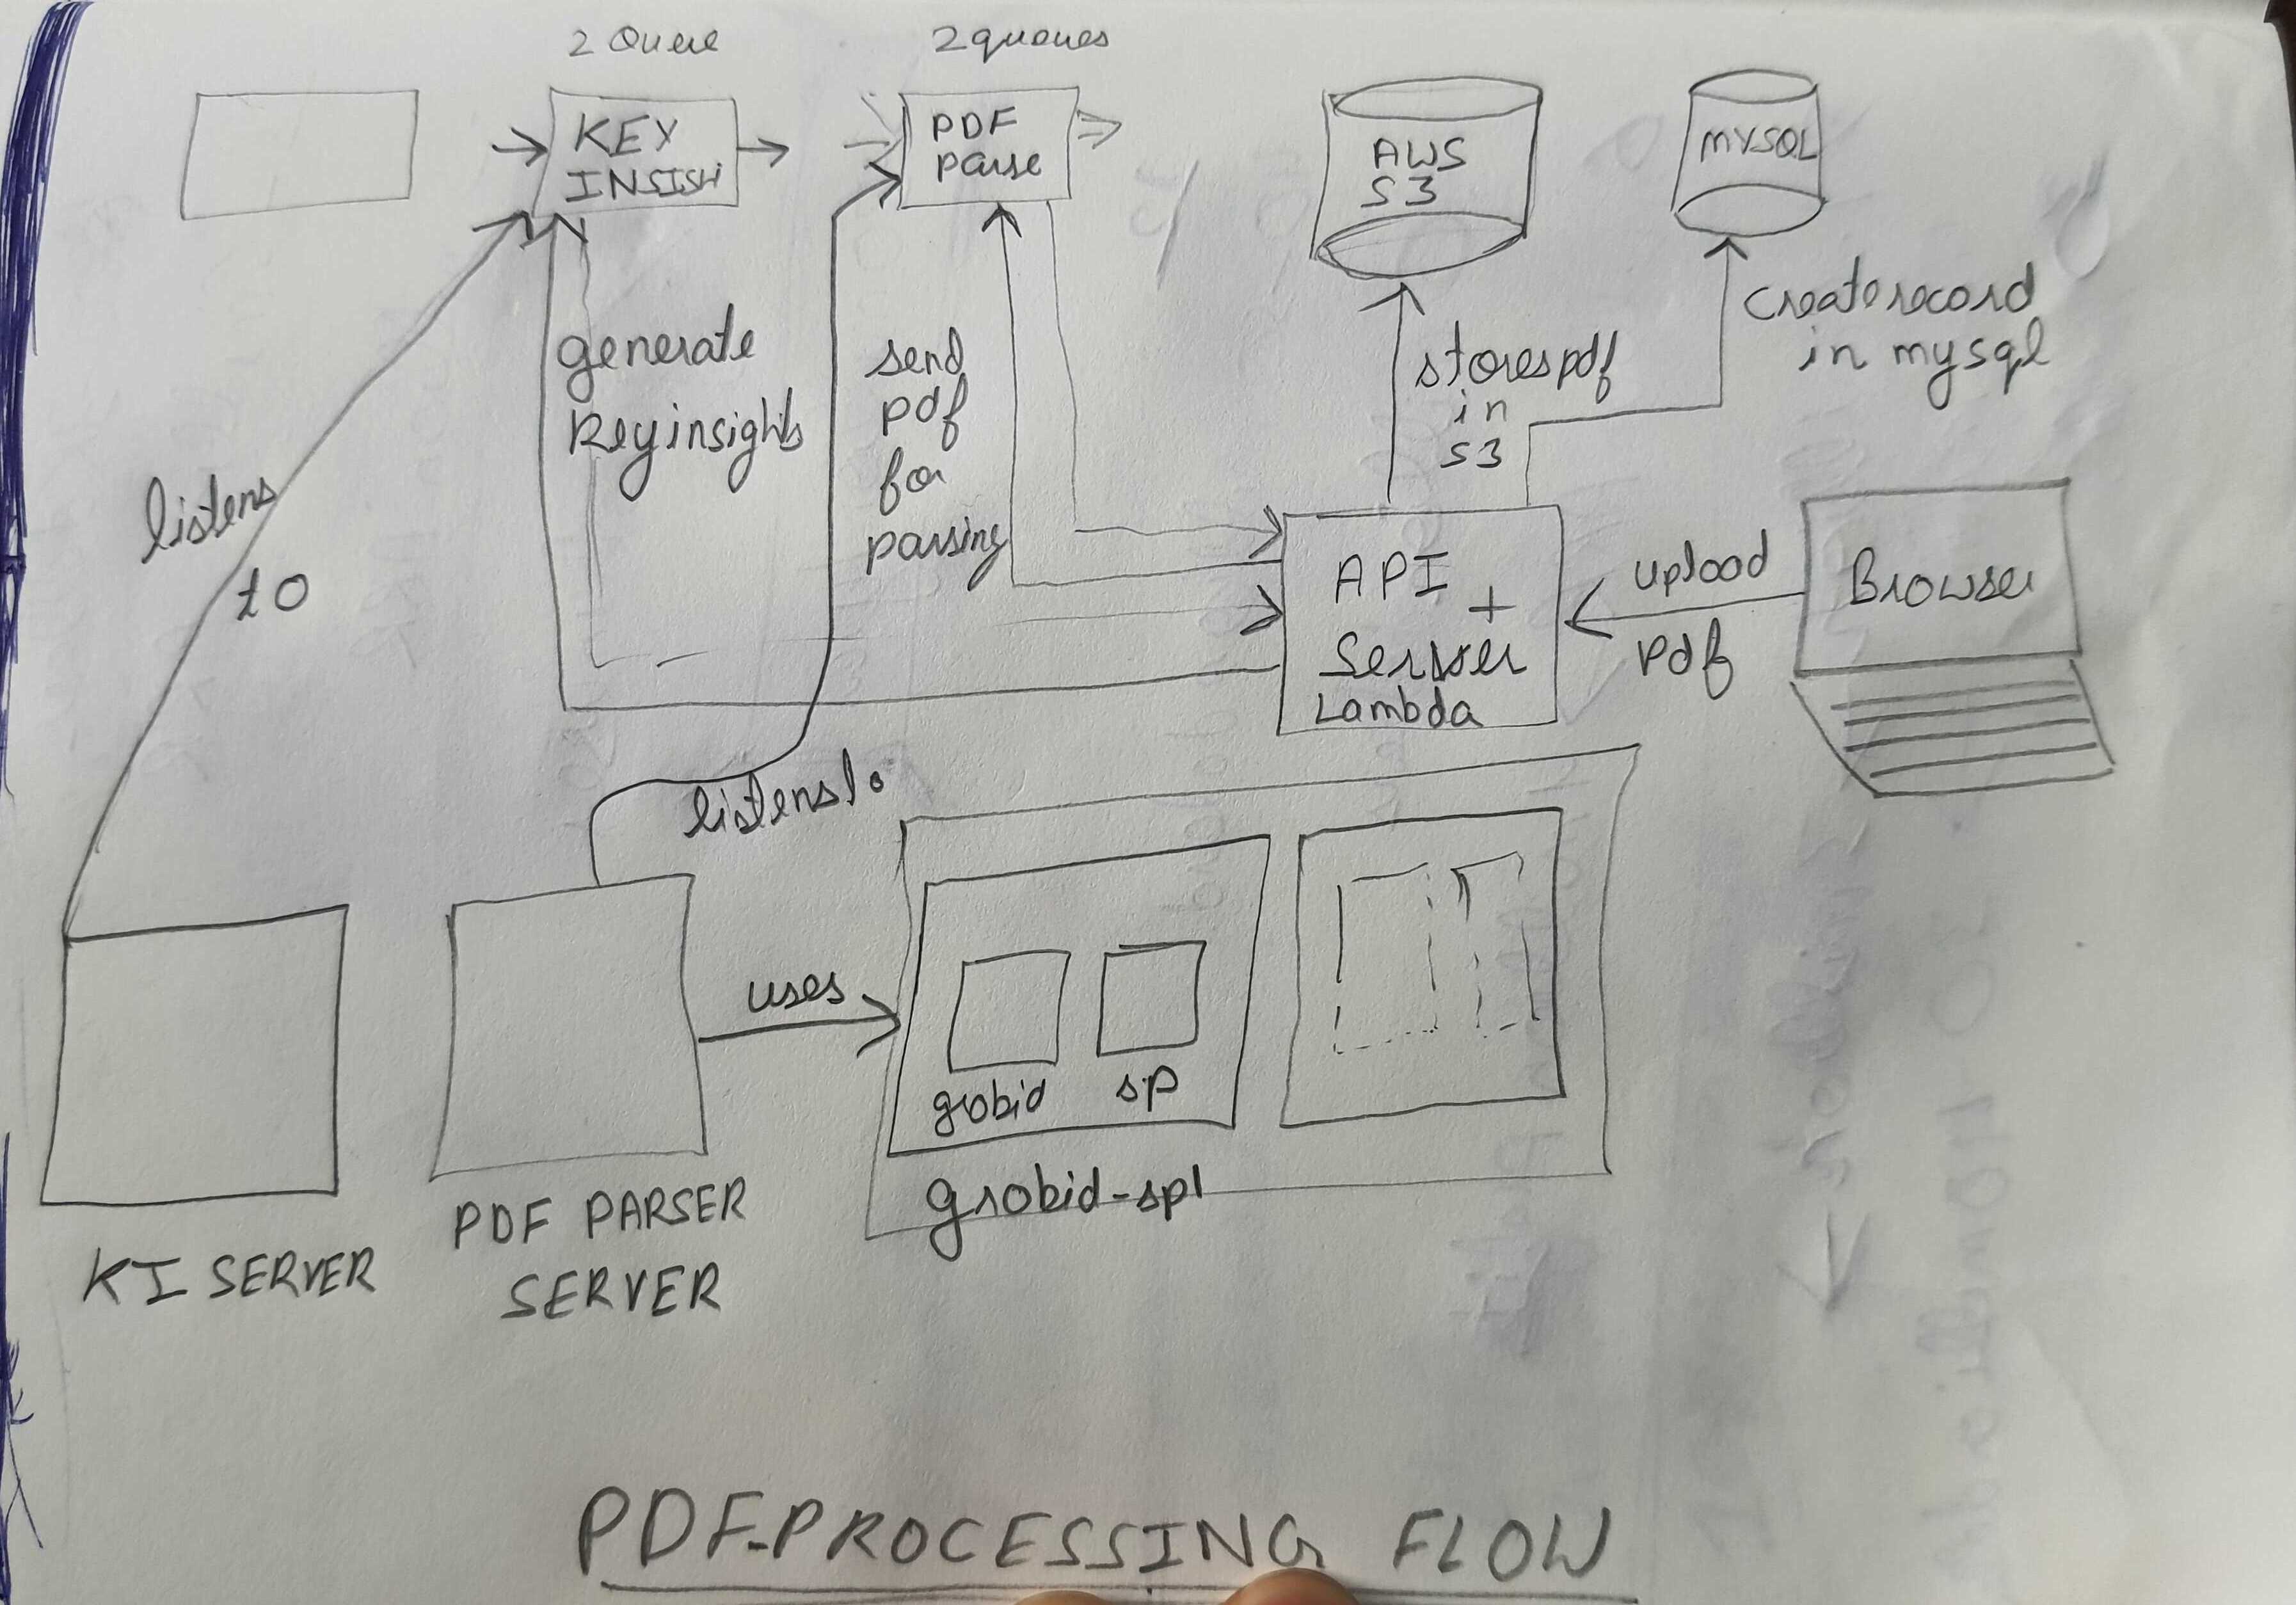 2 Queue
2 queues
KEY
INSISH
PDF
Parse
AWS
S3
MYSQL
generate
keyinsights
send
pdf
for
parsing
stores pdf
in
S3
create record
in mysql
listens
to
API +
Server
Lambda
upload
pdf
Browser
listens to
uses
gobid
sp
grobid-spl
KI SERVER
PDF PARSER
SERVER
PDF-PROCESSING FLOW